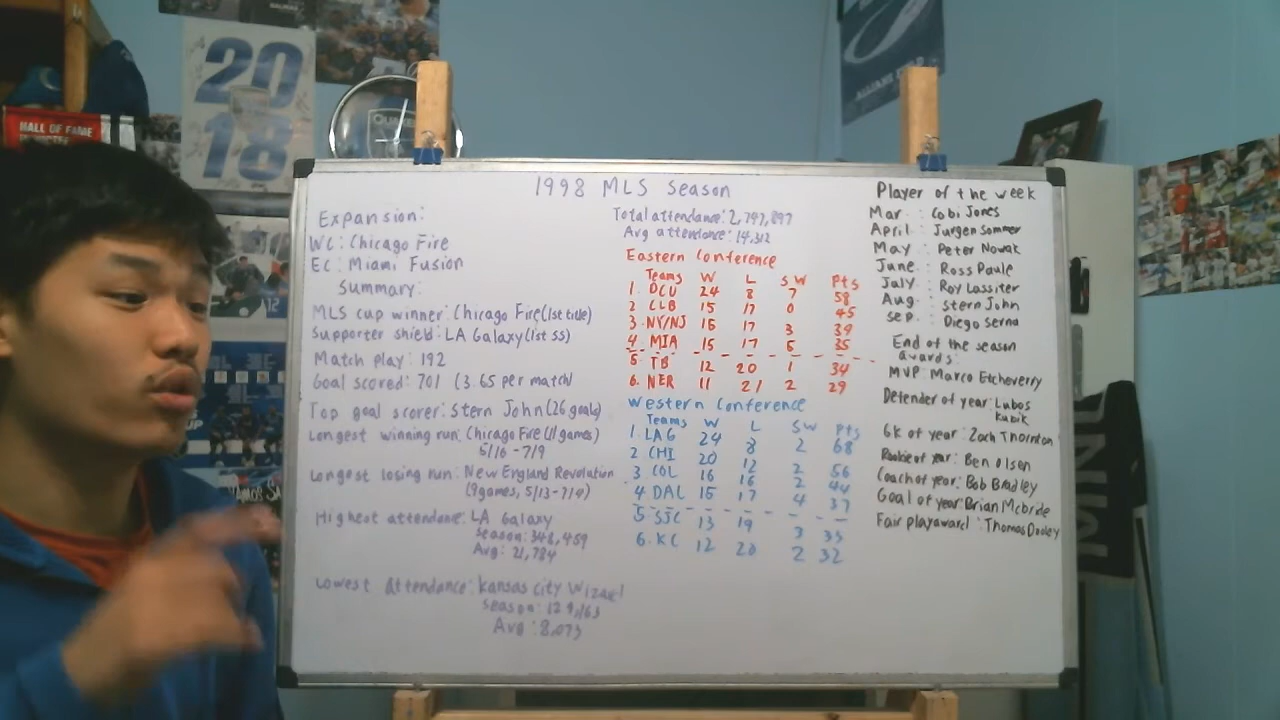 20
18
HALL OF FAME
1998 MLS Season
Expansion:
WC: Chicago Fire
EC: Miami Fusion
Summary:
MLS cup winner: Chicago Fire(1st title)
Supporter shield: LA Galaxy(1st SS)
Match play: 192
Goal scored: 701 (3.65 per match)
Top goal scorer: Stern John(26 goals)
Longest winning run: Chicago Fire(11 games)
5/16 - 7/9
Longest losing run: New England Revolution
(9games, 5/13-7/4)
Highest attendane: LA Galaxy
season: 348,459
Avg: 21,784
Lowest Attendance: Kansas city Wizard
season: 129,163
Avg: 8,073
Total attendance: 2,747,897
Avg attendance: 14,312
Eastern Conference
Teams W L SW Pts
1. DCU 24 8 7 58
2 CLB 15 17 0 45
3. NY/NJ 15 17 3 39
4. MIA 15 17 5 35
5 TB 12 20 1 34
6. NER 11 21 2 29
Western Conference
Teams W L SW Pts
1. LAG 24 8 2 68
2 CHI 20 12 2 56
3 COL 16 16 2 44
4 DAL 15 17 4 37
5 SJC 13 19 3 33
6. KC 12 20 2 32
Player of the week
Mar : Cobi Jones
April : Jurgen Sommer
May : Peter Nowak
June : Ross Paule
July : Roy Lassiter
Aug : Stern John
Sep : Diego Serna
End of the season
awards
MVP: Marco Etcheverry
Defender of year: Lubos
Kubik
GK of year: Zach Thornton
Rookie of year: Ben Olsen
Coach of year: Bob Bradley
Goal of year: Brian Mcbride
Fair play award: Thomas Dooley